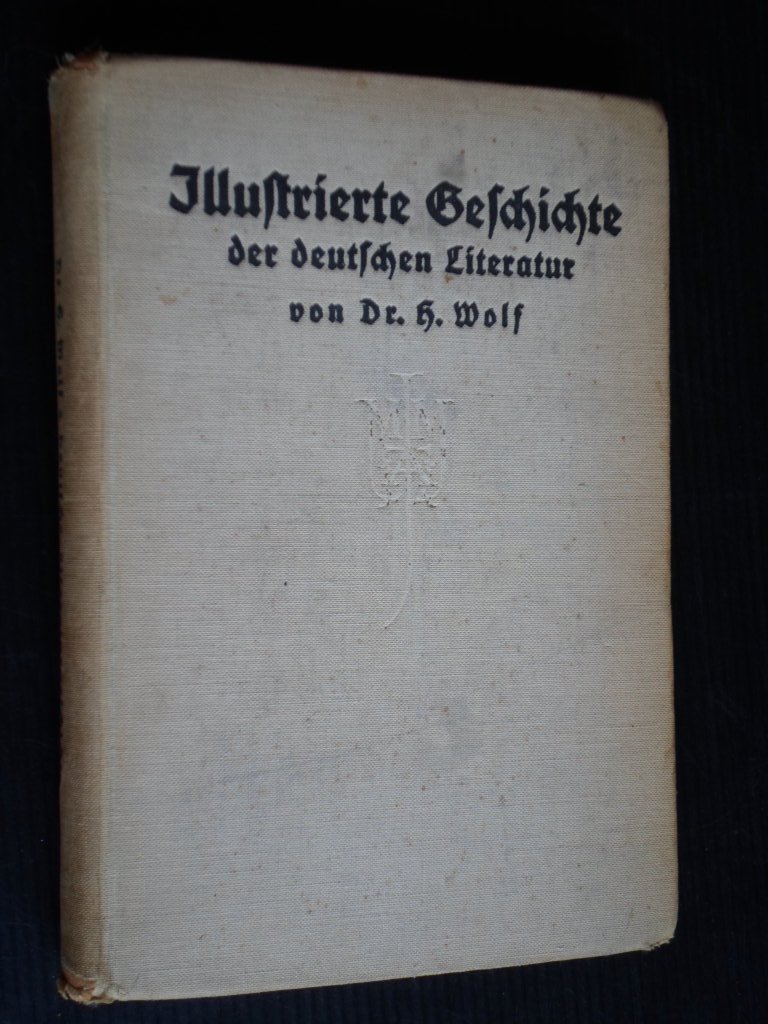 Illustrierte Geschichte
der deutschen Literatur
von Dr. H. Wolf